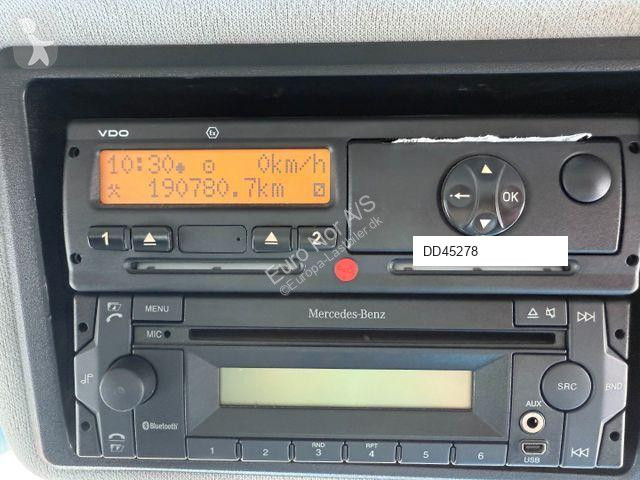 VDO
Ex
10:30 0km/h
190780.7km
OK
1
2
DD45278
Euro Nor A/S
©Europa-Lastbiler.dk
MENU
Mercedes-Benz
MIC
SRC
BND
AUX
Bluetooth
RND
RPT
1 2 3 4 5 6
USB